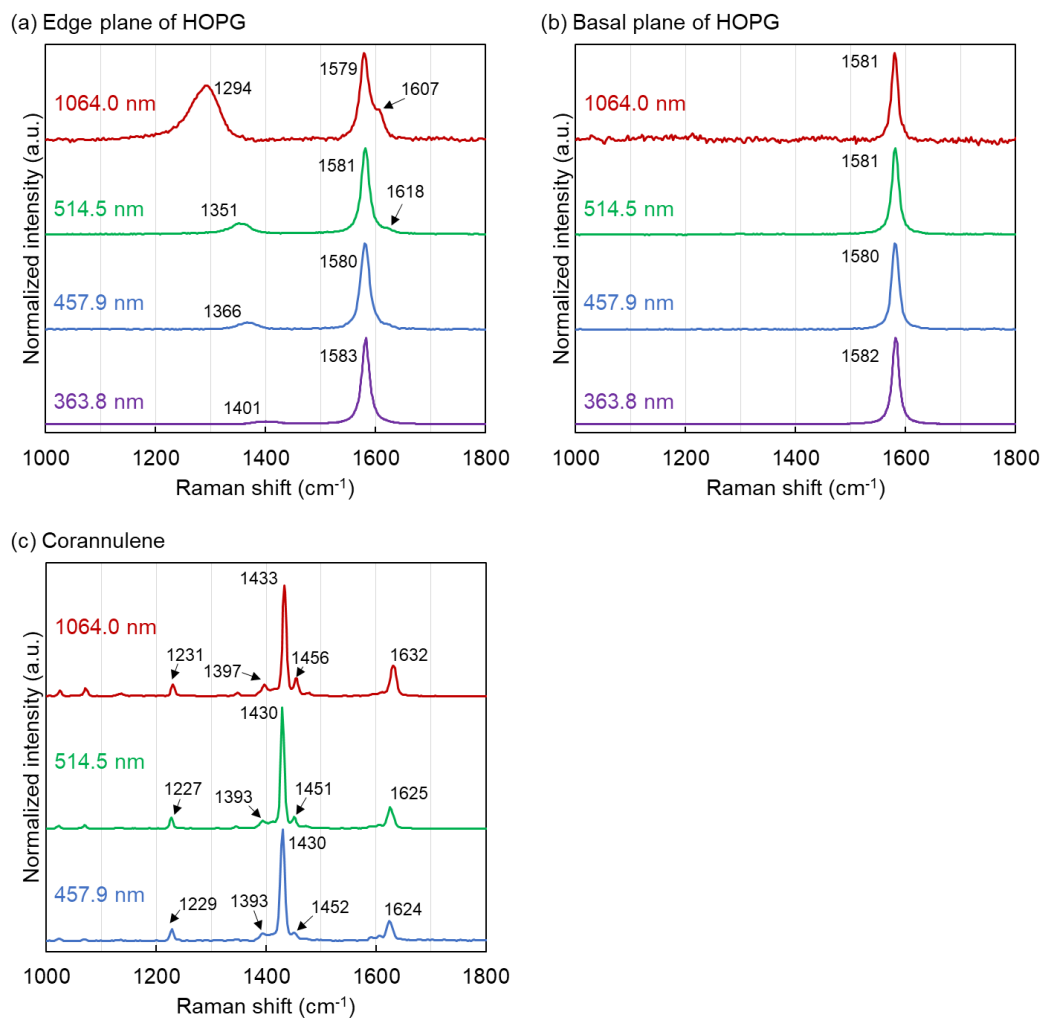 (a) Edge plane of HOPG
Normalized intensity (a.u.)
1064.0 nm
1294
1579
1607
514.5 nm
1351
1581
1618
457.9 nm
1366
1580
363.8 nm
1401
1583
1000 1200 1400 1600 1800
Raman shift (cm⁻¹)
(b) Basal plane of HOPG
Normalized intensity (a.u.)
1064.0 nm
1581
514.5 nm
1581
457.9 nm
1580
363.8 nm
1582
1000 1200 1400 1600 1800
Raman shift (cm⁻¹)
(c) Corannulene
Normalized intensity (a.u.)
1064.0 nm
1231
1397
1433
1456
1632
514.5 nm
1227
1393
1430
1451
1625
457.9 nm
1229
1393
1430
1452
1624
1000 1200 1400 1600 1800
Raman shift (cm⁻¹)